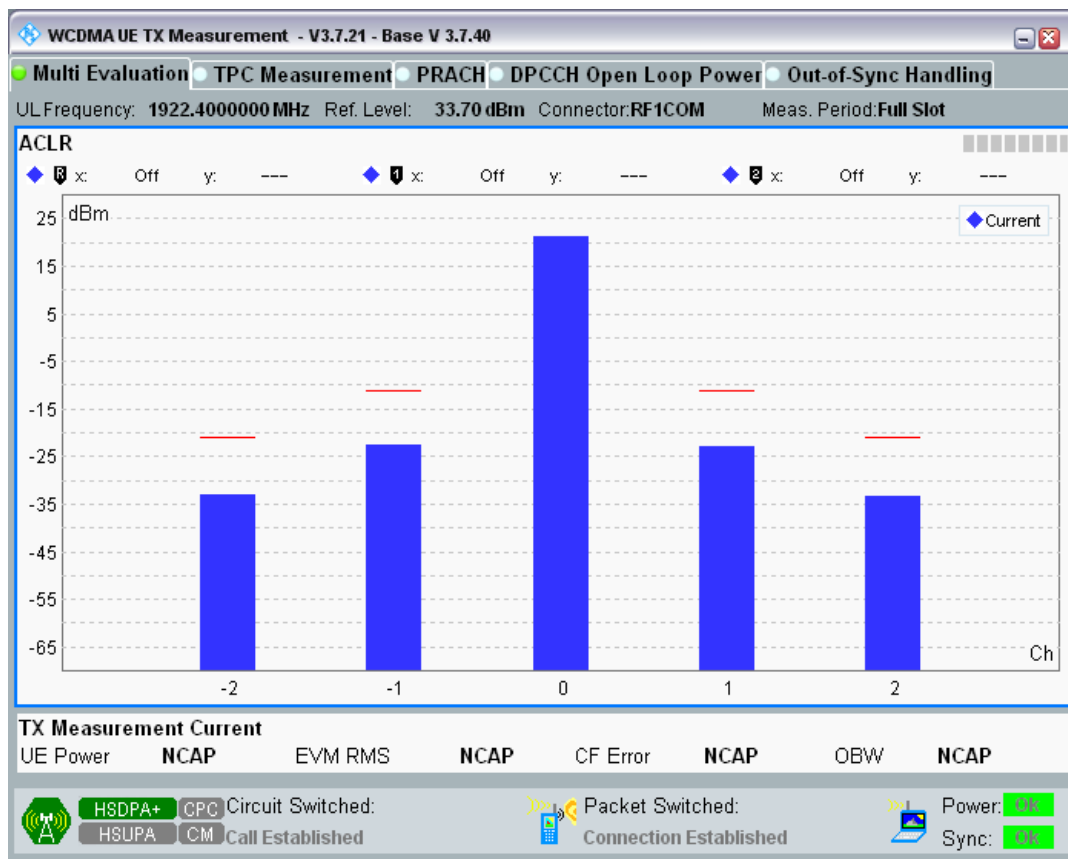 WCDMA UE TX Measurement - V3.7.21 - Base V 3.7.40
Multi Evaluation TPC Measurement PRACH DPCCH Open Loop Power Out-of-Sync Handling
UL Frequency: 1922.4000000 MHz Ref. Level: 33.70 dBm Connector:RF1COM Meas. Period:Full Slot
ACLR
R x: Off y: --- 1 x: Off y: --- 2 x: Off y: ---
dBm
Current
25
15
5
-5
-15
-25
-35
-45
-55
-65
Ch
-2 -1 0 1 2
TX Measurement Current
UE Power NCAP EVM RMS NCAP CF Error NCAP OBW NCAP
HSDPA+ CPC Circuit Switched: Packet Switched: Power: OK
HSUPA CM Call Established Connection Established Sync: OK